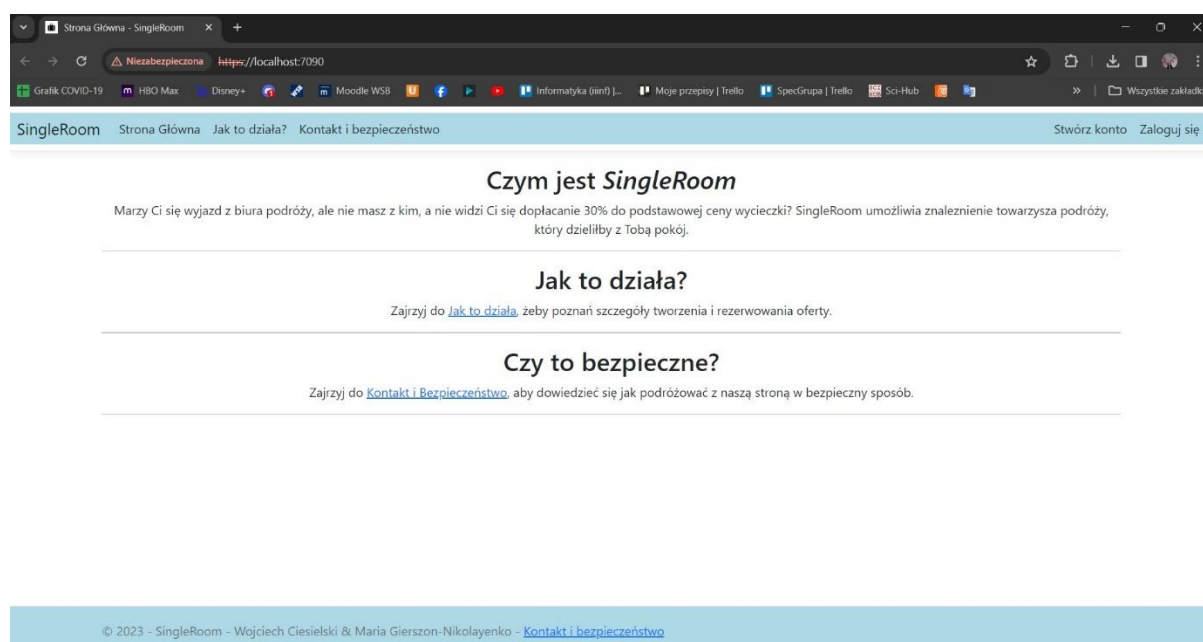 Strona Główna - SingleRoom
Niezabezpieczona https://localhost:7090
Grafik COVID-19 HBO Max Disney+ Moodle WSB Informatyka (iiinf) |... Moje przepisy | Trello SpecGrupa | Trello Sci-Hub » Wszystkie zakładki
SingleRoom Strona Główna Jak to działa? Kontakt i bezpieczeństwo Stwórz konto Zaloguj się
Czym jest SingleRoom
Marzy Ci się wyjazd z biura podróży, ale nie masz z kim, a nie widzi Ci się dopłacanie 30% do podstawowej ceny wycieczki? SingleRoom umożliwia znaleznienie towarzysza podróży,
który dzieliłby z Tobą pokój.
Jak to działa?
Zajrzyj do Jak to działa, żeby poznań szczegóły tworzenia i rezerwowania oferty.
Czy to bezpieczne?
Zajrzyj do Kontakt i Bezpieczeństwo, aby dowiedzieć się jak podróżować z naszą stroną w bezpieczny sposób.
© 2023 - SingleRoom - Wojciech Ciesielski & Maria Gierszon-Nikolayenko - Kontakt i bezpieczeństwo